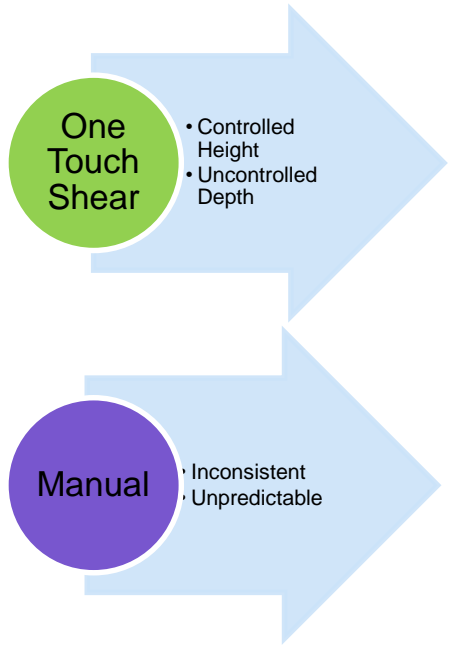 One
Touch
Shear
• Controlled
Height
• Uncontrolled
Depth
Manual
• Inconsistent
• Unpredictable